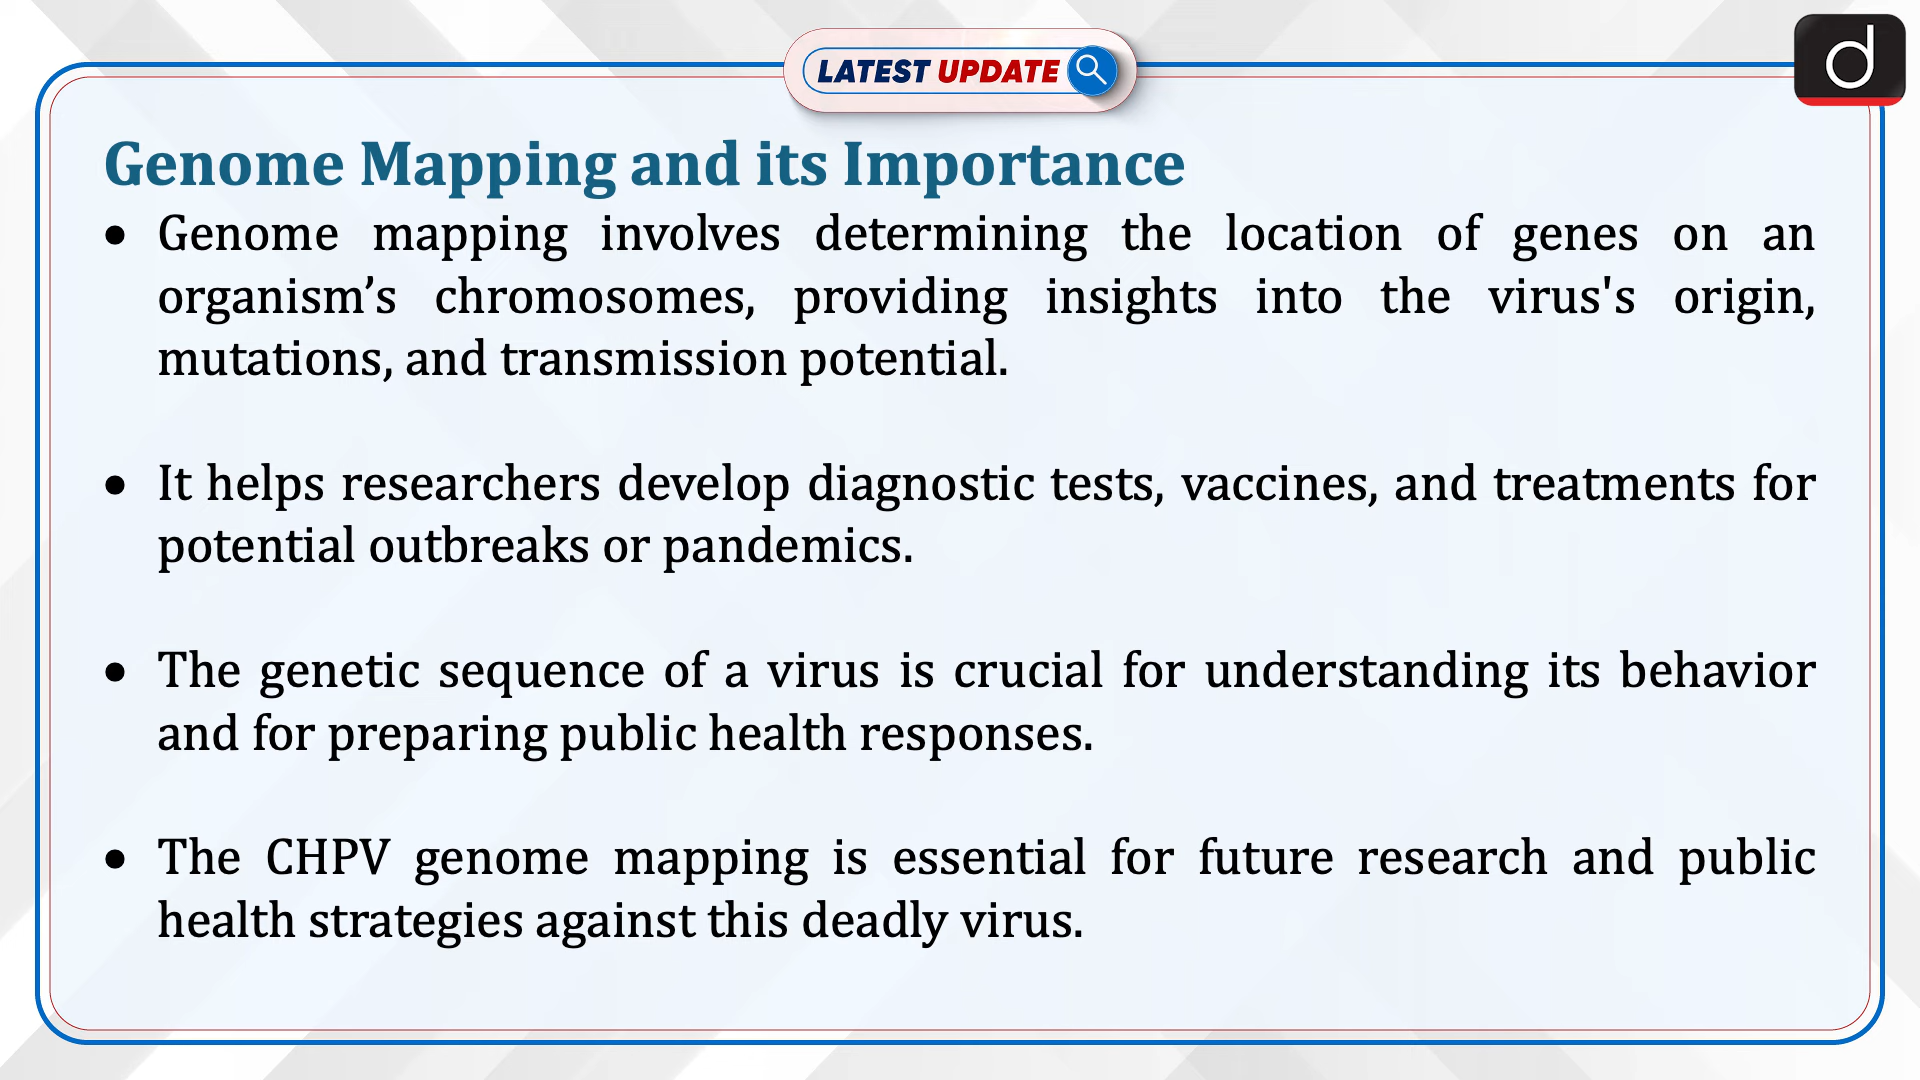 LATEST UPDATE
d
Genome Mapping and its Importance
• Genome mapping involves determining the location of genes on an
organism’s chromosomes, providing insights into the virus's origin,
mutations, and transmission potential.
• It helps researchers develop diagnostic tests, vaccines, and treatments for
potential outbreaks or pandemics.
• The genetic sequence of a virus is crucial for understanding its behavior
and for preparing public health responses.
• The CHPV genome mapping is essential for future research and public
health strategies against this deadly virus.